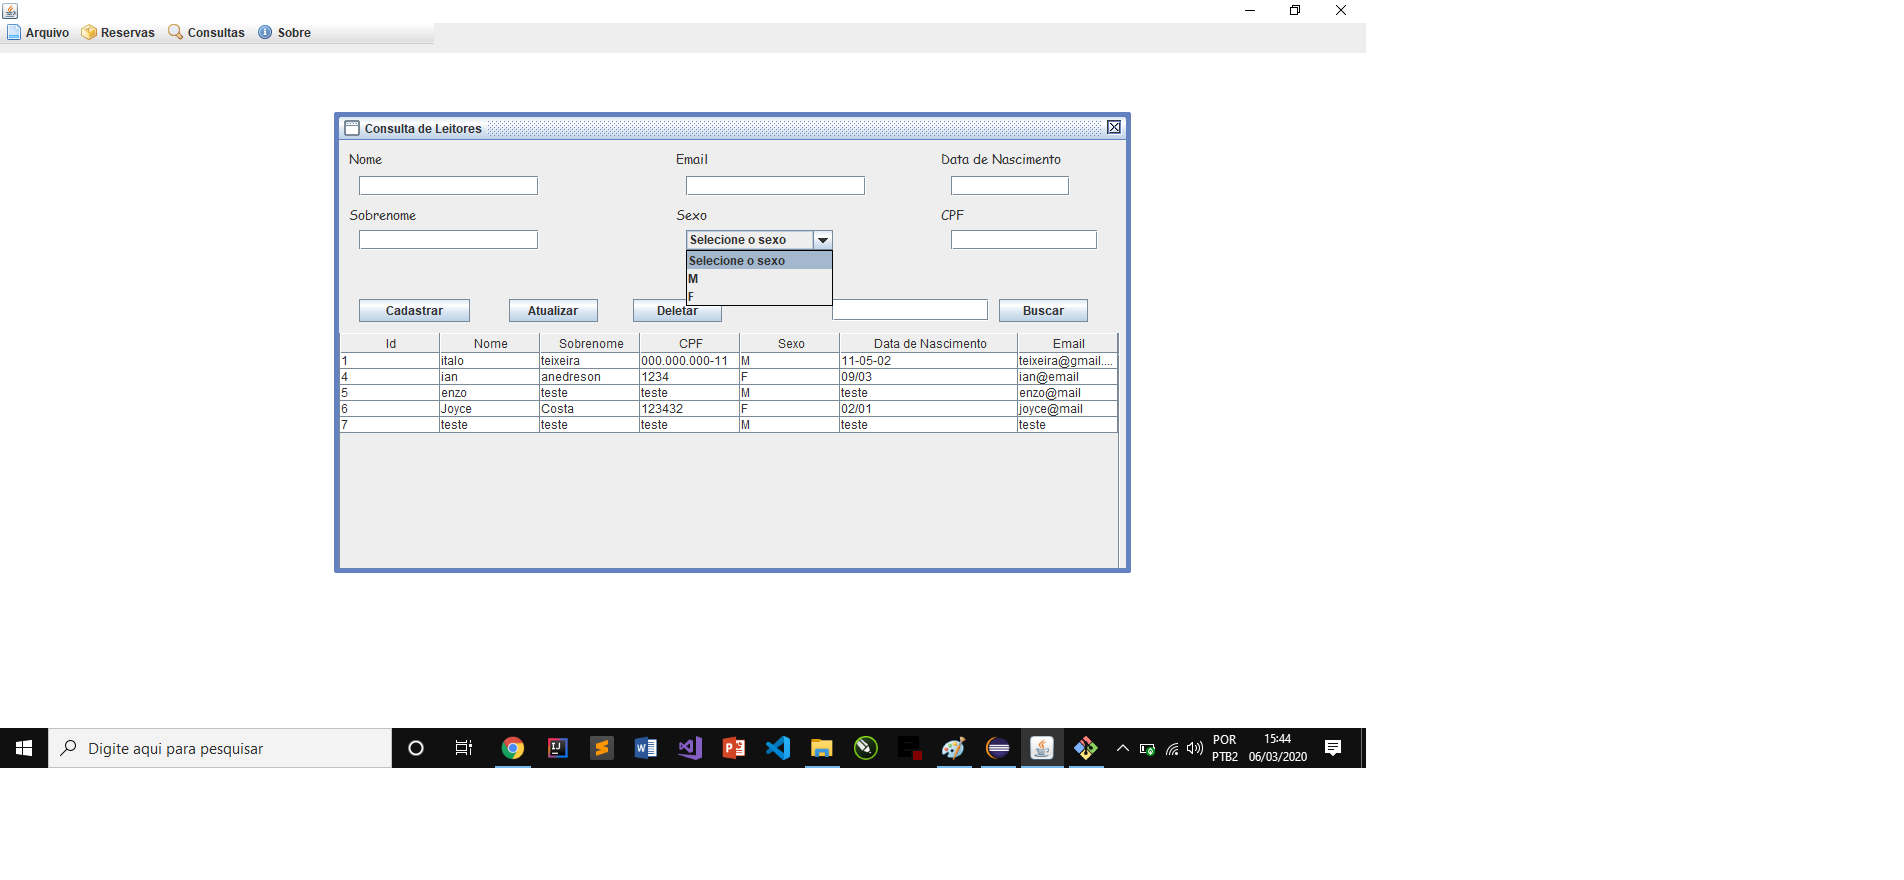 Arquivo Reservas Consultas Sobre
Consulta de Leitores
Nome Email Data de Nascimento
Sobrenome Sexo CPF
Selecione o sexo
Selecione o sexo
M
F
Cadastrar Atualizar Deletar Buscar
Id Nome Sobrenome CPF Sexo Data de Nascimento Email
1 italo teixeira 000.000.000-11 M 11-05-02 teixeira@gmail....
4 ian anedreson 1234 F 09/03 ian@email
5 enzo teste teste M teste enzo@mail
6 Joyce Costa 123432 F 02/01 joyce@mail
7 teste teste teste M teste teste
Digite aqui para pesquisar
POR 15:44
PTB2 06/03/2020